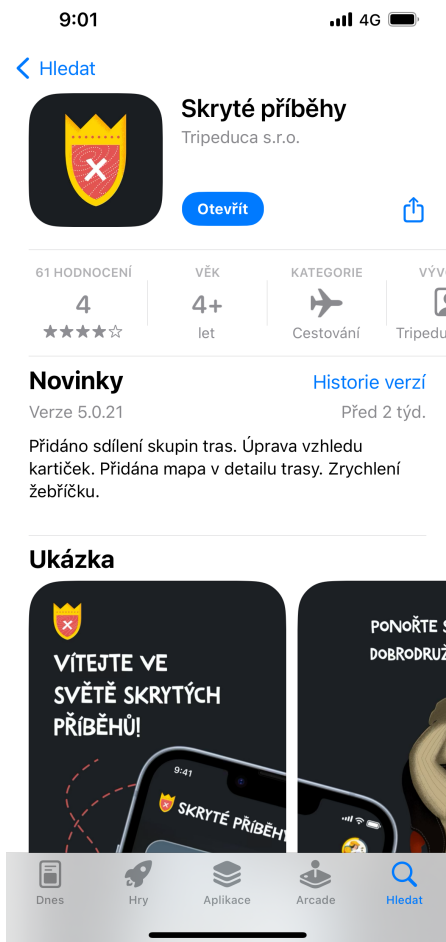 9:01
4G
Hledat
Skryté příběhy
Tripeduca s.r.o.
Otevřít
61 HODNOCENÍ
VĚK
KATEGORIE
4
4+
let
Cestování
Novinky
Historie verzí
Verze 5.0.21
Před 2 týd.
Přidáno sdílení skupin tras. Úprava vzhledu
kartiček. Přidána mapa v detailu trasy. Zrychlení
žebříčku.
Ukázka
VÍTEJTE VE
SVĚTĚ SKRYTÝCH
PŘÍBĚHŮ!
PONOŘTE
9:41
SKRYTÉ PŘÍBĚHY
Dnes
Hry
Aplikace
Arcade
Hledat